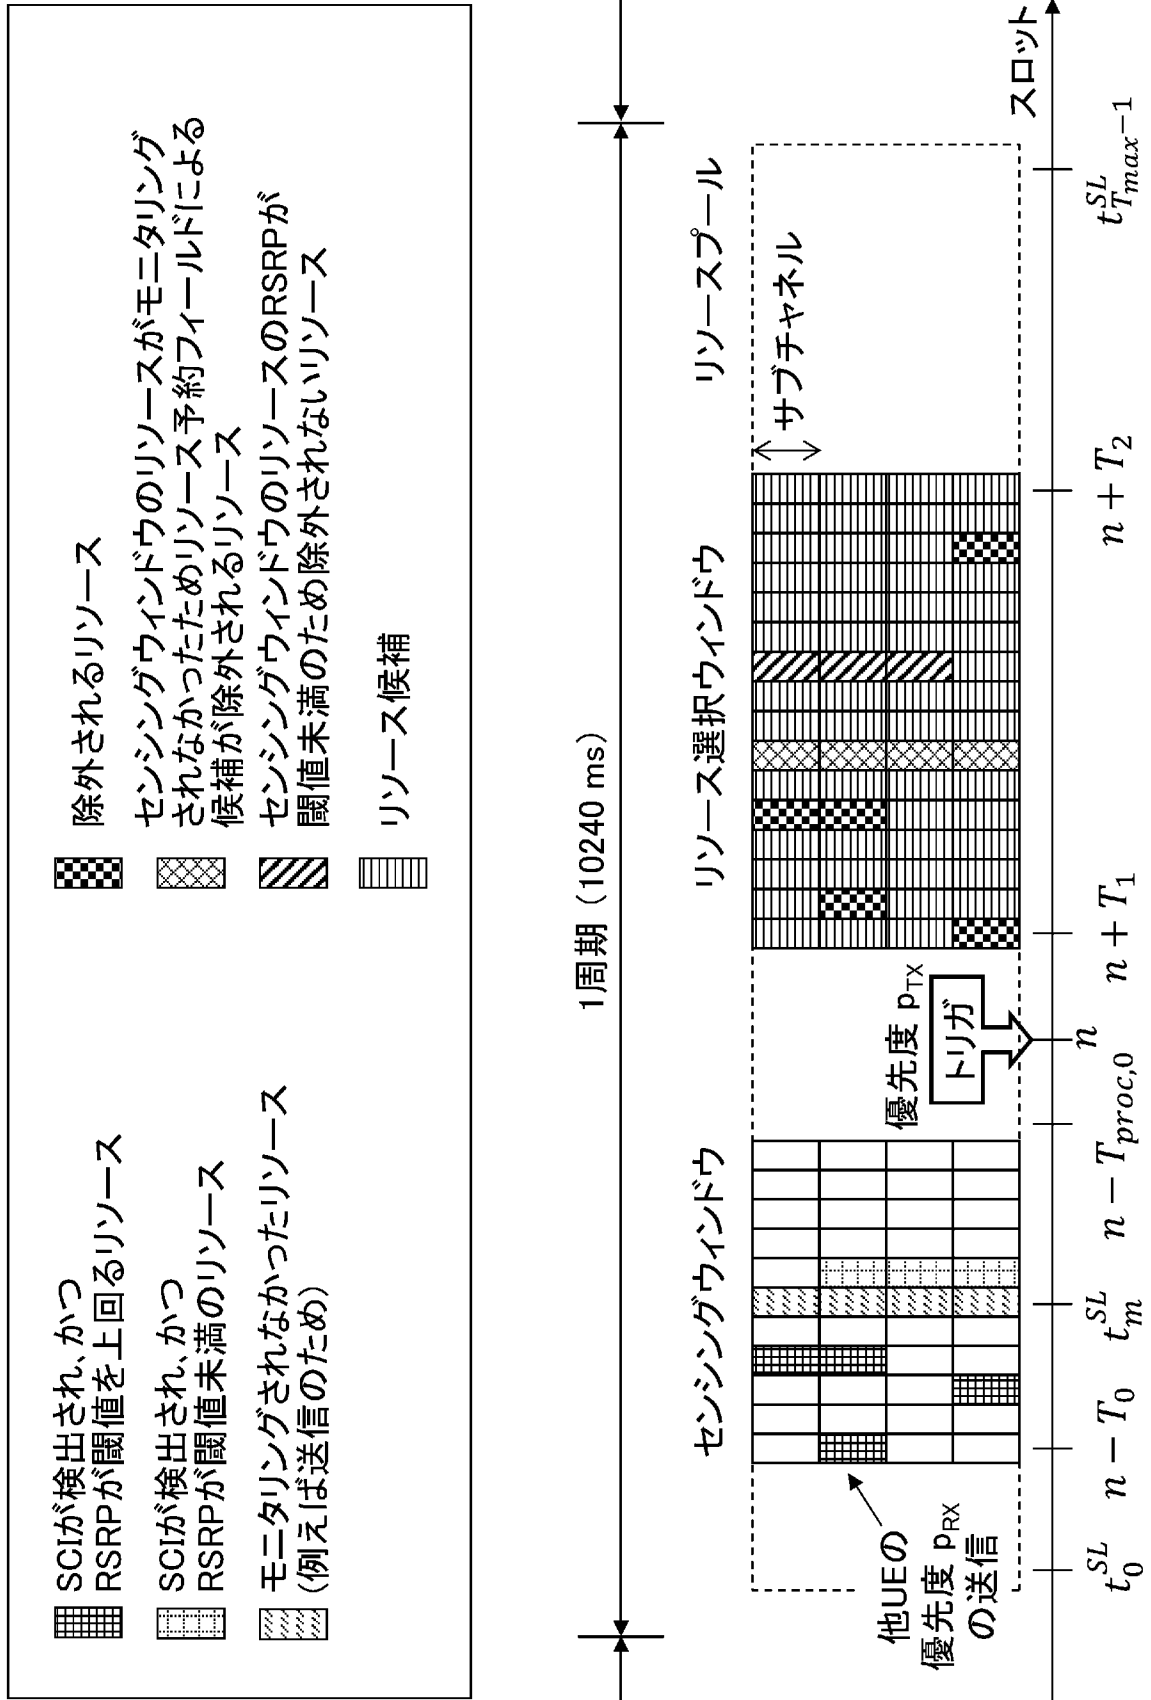 SCIが検出され、かつ
RSRPが閾値を上回るリソース
SCIが検出され、かつ
RSRPが閾値未満のリソース
モニタリングされなかったリソース
(例えば送信のため)
除外されるリソース
センシングウィンドウのリソースがモニタリング
されなかったためリソース予約フィールドによる
候補が除外されるリソース
センシングウィンドウのリソースのRSRPが
閾値未満のため除外されないリソース
リソース候補
1周期 (10240 ms)
センシングウィンドウ
リソース選択ウィンドウ
リソースプール
サブチャネル
他UEの
優先度 pRX
の送信
優先度 pTX
トリガ
スロット
t_0^{SL}
n − T_0
t_m^{SL}
n − T_{proc,0}
n
n + T_1
n + T_2
t_{T_{max}−1}^{SL}